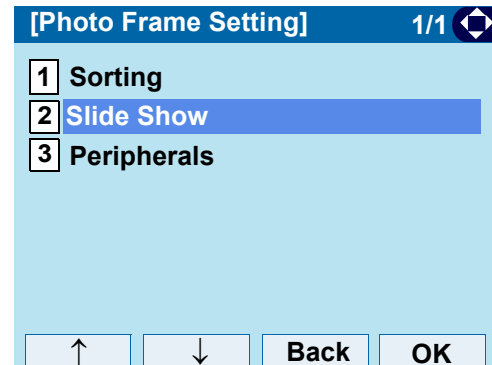 [Photo Frame Setting] 1/1
1 Sorting
2 Slide Show
3 Peripherals
↑ ↓ Back OK